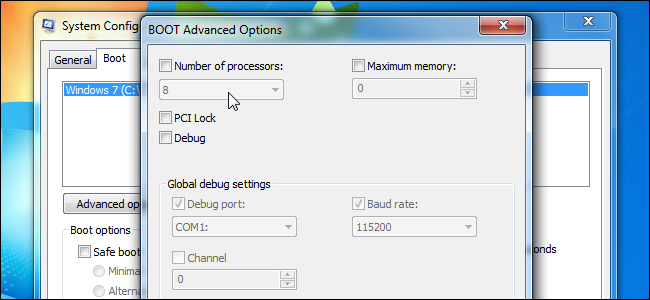 System Config
BOOT Advanced Options
General
Boot
Number of processors:
Maximum memory:
Windows 7 (C:\
8
0
PCI Lock
Debug
Global debug settings
Advanced op
Debug port:
Baud rate:
COM1:
115200
Boot options
Safe boot
onds
Channel
Minima
0
Alterna